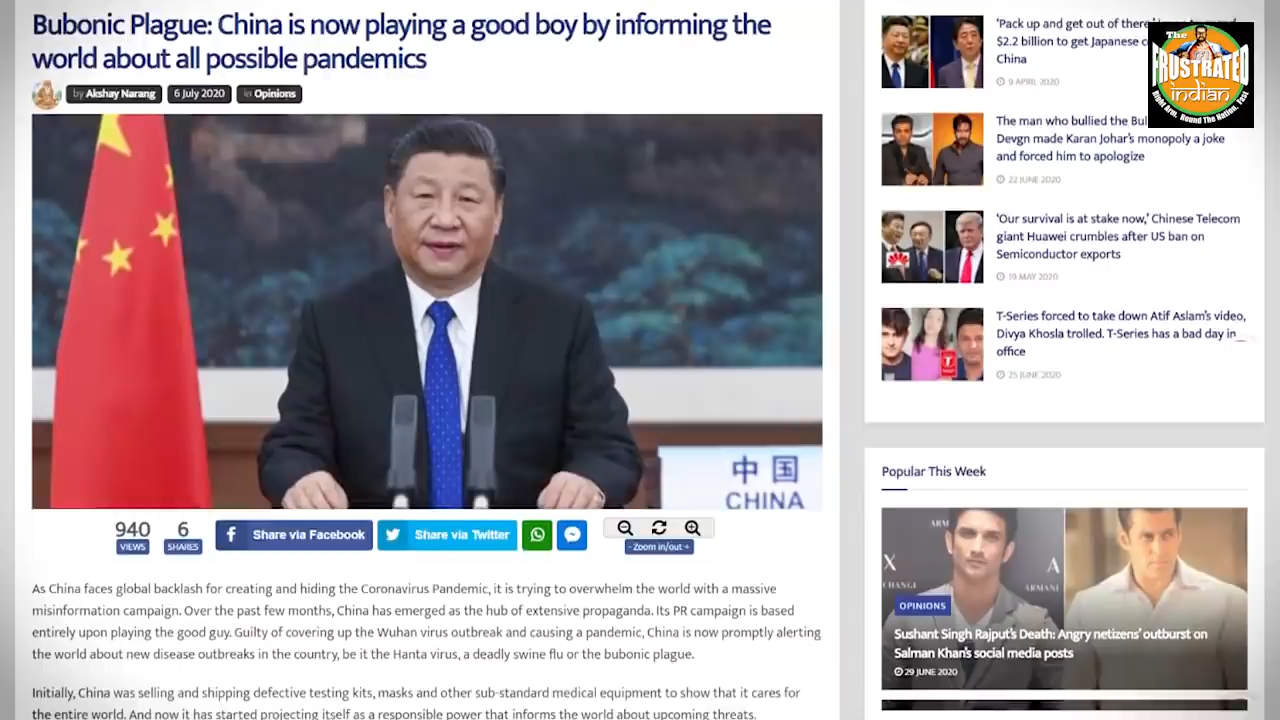 Bubonic Plague: China is now playing a good boy by informing the
world about all possible pandemics
by Akshay Narang
6 July 2020
in Opinions
中国
CHINA
940
VIEWS
6
SHARES
Share via Facebook
Share via Twitter
- Zoom in/out +
As China faces global backlash for creating and hiding the Coronavirus Pandemic, it is trying to overwhelm the world with a massive
misinformation campaign. Over the past few months, China has emerged as the hub of extensive propaganda. Its PR campaign is based
entirely upon playing the good guy. Guilty of covering up the Wuhan virus outbreak and causing a pandemic, China is now promptly alerting
the world about new disease outbreaks in the country, be it the Hanta virus, a deadly swine flu or the bubonic plague.
Initially, China was selling and shipping defective testing kits, masks and other sub-standard medical equipment to show that it cares for
the entire world. And now it has started projecting itself as a responsible power that informs the world about upcoming threats.
'Pack up and get out of there
$2.2 billion to get Japanese
China
9 APRIL 2020
The man who bullied the
Devgn made Karan Johar's monopoly a joke
and forced him to apologize
22 JUNE 2020
'Our survival is at stake now,' Chinese Telecom
giant Huawei crumbles after US ban on
Semiconductor exports
19 MAY 2020
T-Series forced to take down Atif Aslam's video,
Divya Khosla trolled. T-Series has a bad day in
office
25 JUNE 2020
Popular This Week
ARMANI
OPINIONS
Sushant Singh Rajput's Death: Angry netizens' outburst on
Salman Khan's social media posts
29 JUNE 2020
The
FRUSTRATED
indian
Right Arm, Round The Nation, Fast